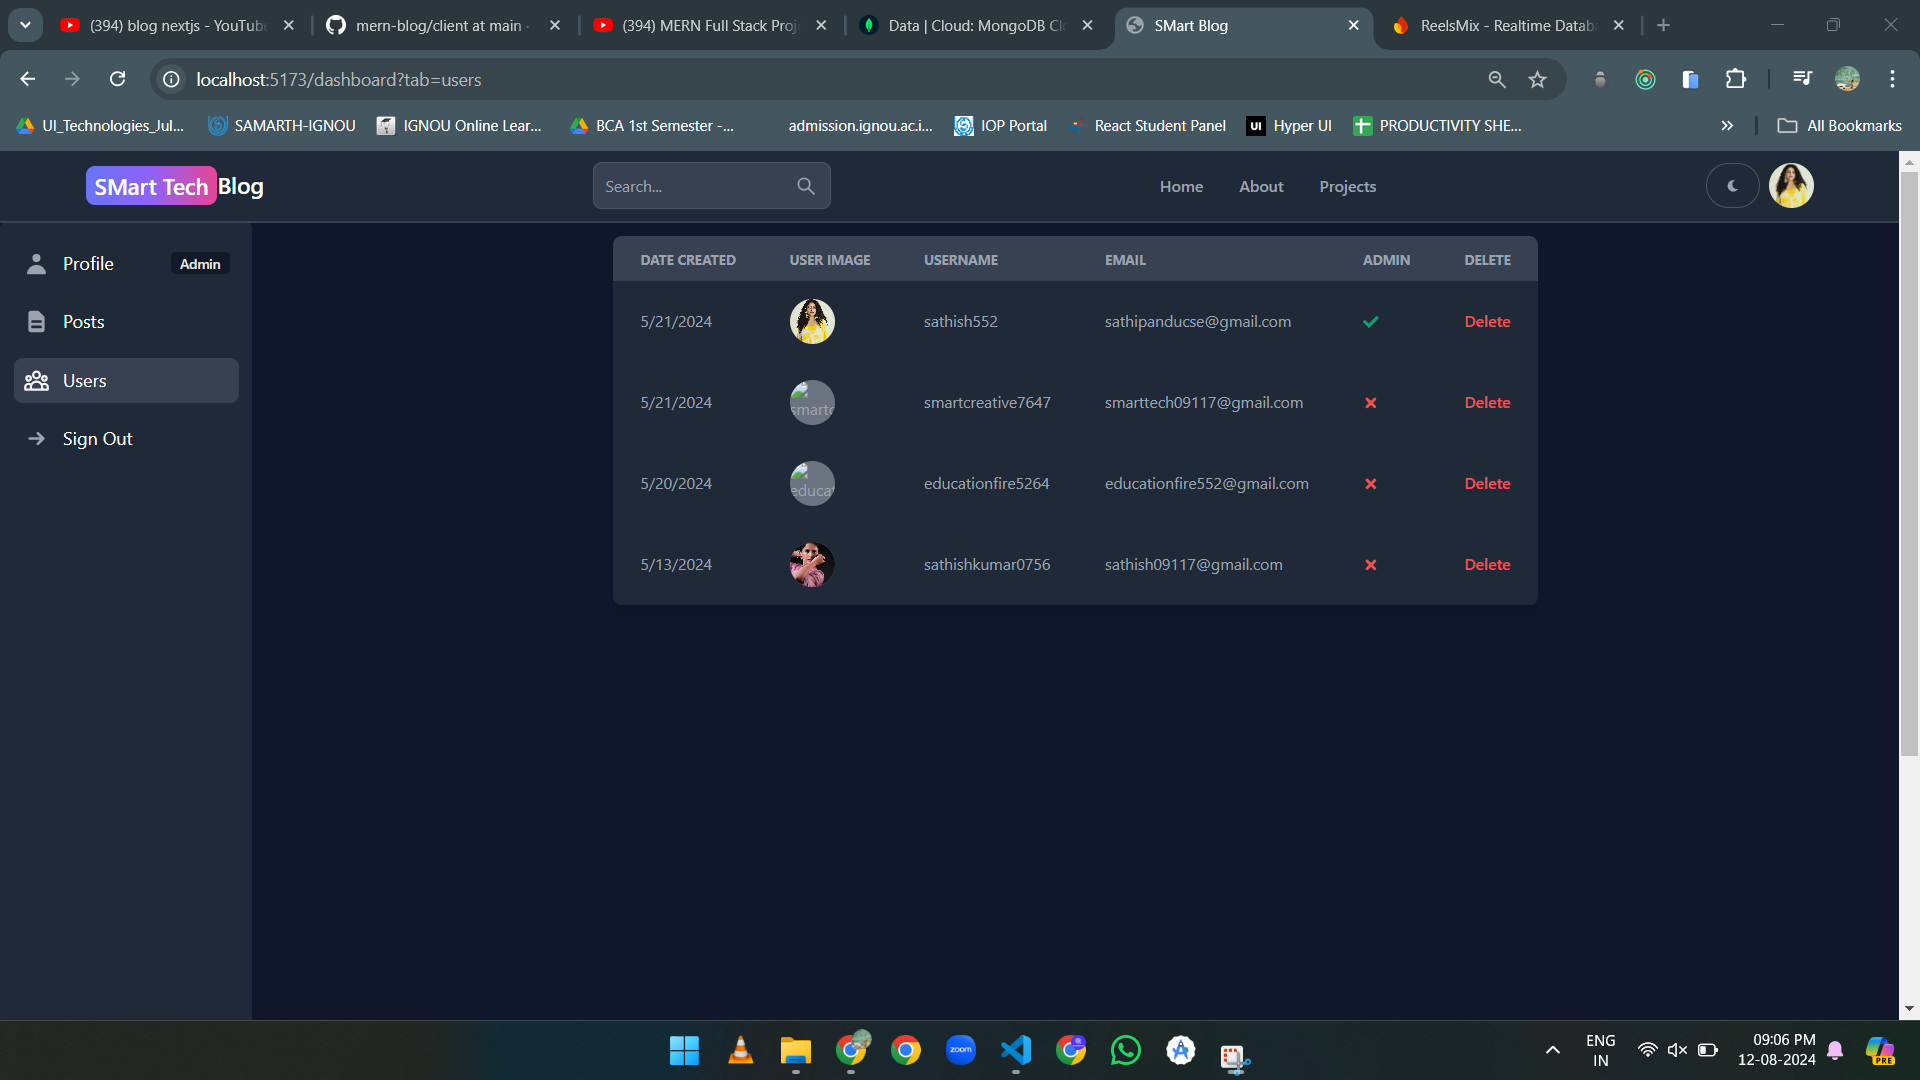 (394) blog nextjs - YouTube
mern-blog/client at main
(394) MERN Full Stack Proj
Data | Cloud: MongoDB Cl
SMart Blog
ReelsMix - Realtime Datab
localhost:5173/dashboard?tab=users
UI_Technologies_Jul...
SAMARTH-IGNOU
IGNOU Online Lear...
BCA 1st Semester -...
admission.ignou.ac.i...
IOP Portal
React Student Panel
UI
Hyper UI
PRODUCTIVITY SHE...
All Bookmarks
SMart Tech Blog
Search...
Home
About
Projects
Profile
Admin
Posts
Users
Sign Out
DATE CREATED USER IMAGE USERNAME EMAIL ADMIN DELETE
5/21/2024 sathish552 sathipanducse@gmail.com Delete
5/21/2024 smartc smartcreative7647 smarttech09117@gmail.com Delete
5/20/2024 educat educationfire5264 educationfire552@gmail.com Delete
5/13/2024 sathishkumar0756 sathish09117@gmail.com Delete
zoom
ENG
IN
09:06 PM
12-08-2024
PRE